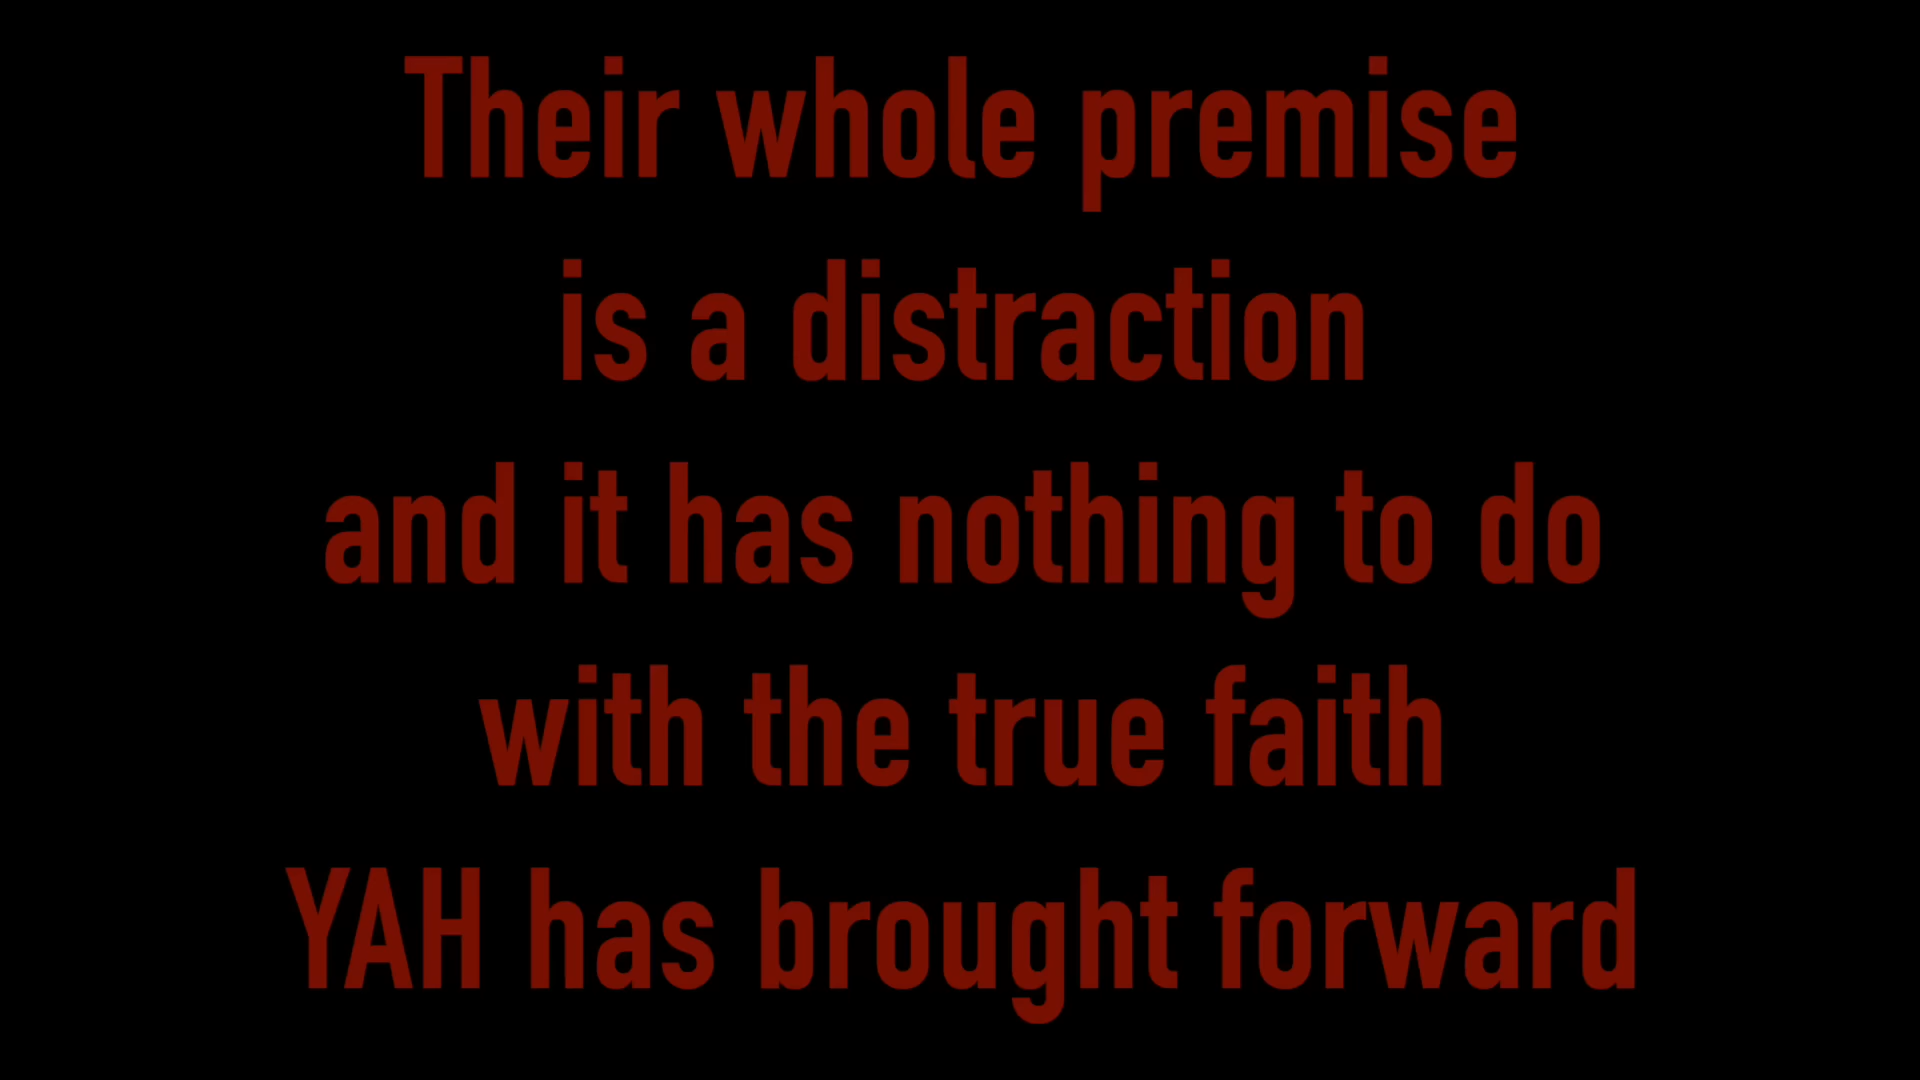 Their whole premise
is a distraction
and it has nothing to do
with the true faith
YAH has brought forward